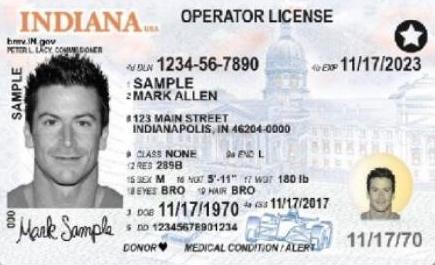 INDIANA USA
OPERATOR LICENSE
bmv.IN.gov
PETER L. LACY, COMMISSIONER
4d DLN 1234-56-7890 4b EXP 11/17/2023
SAMPLE
1 SAMPLE
2 MARK ALLEN
8 123 MAIN STREET
INDIANAPOLIS, IN 46204-0000
9 CLASS NONE 9a END L
12 RES 289B
15 SEX M 16 HGT 5'-11" 17 WGT 180 lb
18 EYES BRO 19 HAIR BRO
3 DOB 11/17/1970 4a ISS 11/17/2017
5 DD 12345678901234
Mark Sample
DONOR♥ MEDICAL CONDITION / ALERT
11/17/70